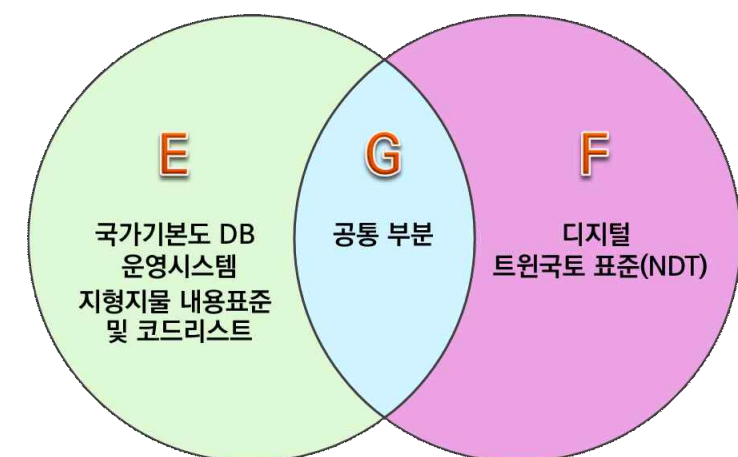 E
국가기본도 DB
운영시스템
지형지물 내용표준
및 코드리스트
G
공통 부분
F
디지털
트윈국토 표준(NDT)